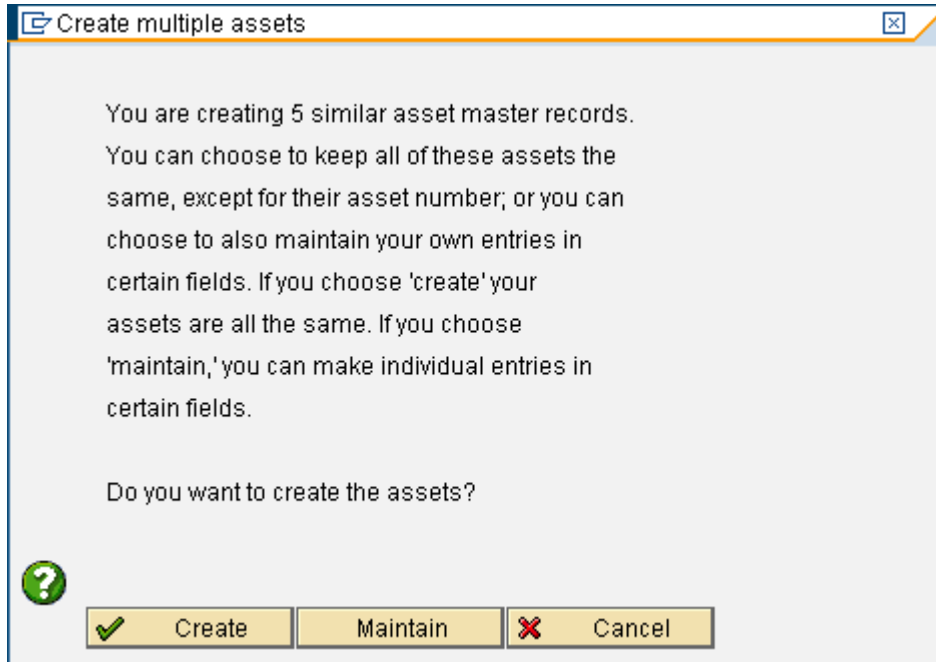 Create multiple assets
You are creating 5 similar asset master records.
You can choose to keep all of these assets the
same, except for their asset number; or you can
choose to also maintain your own entries in
certain fields. If you choose 'create' your
assets are all the same. If you choose
'maintain,' you can make individual entries in
certain fields.
Do you want to create the assets?
Create Maintain Cancel